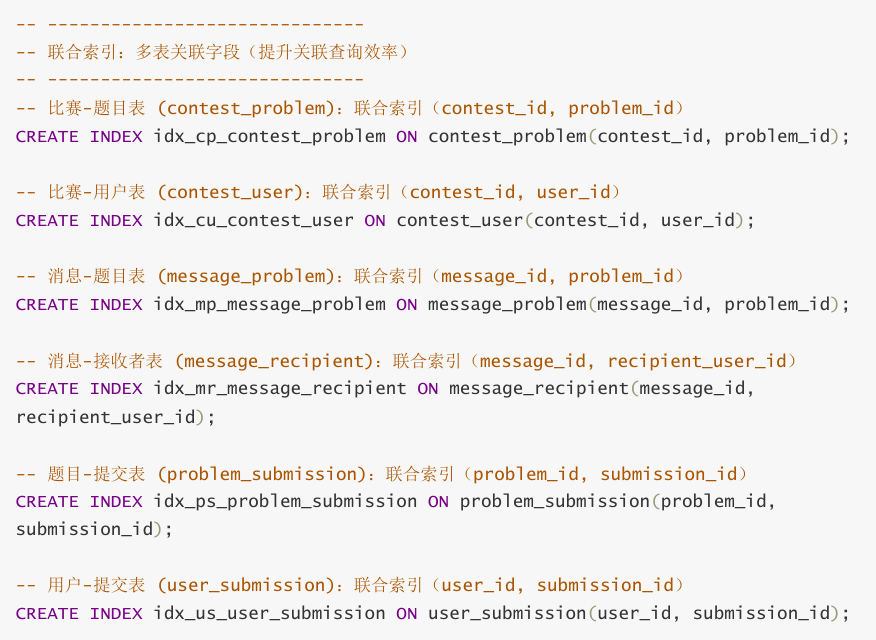 -- ------------------------------
-- 联合索引：多表关联字段（提升关联查询效率）
-- ------------------------------
-- 比赛-题目表 (contest_problem)：联合索引（contest_id, problem_id）
CREATE INDEX idx_cp_contest_problem ON contest_problem(contest_id, problem_id);
-- 比赛-用户表 (contest_user)：联合索引（contest_id, user_id）
CREATE INDEX idx_cu_contest_user ON contest_user(contest_id, user_id);
-- 消息-题目表 (message_problem)：联合索引（message_id, problem_id）
CREATE INDEX idx_mp_message_problem ON message_problem(message_id, problem_id);
-- 消息-接收者表 (message_recipient)：联合索引（message_id, recipient_user_id）
CREATE INDEX idx_mr_message_recipient ON message_recipient(message_id,
recipient_user_id);
-- 题目-提交表 (problem_submission)：联合索引（problem_id, submission_id）
CREATE INDEX idx_ps_problem_submission ON problem_submission(problem_id,
submission_id);
-- 用户-提交表 (user_submission)：联合索引（user_id, submission_id）
CREATE INDEX idx_us_user_submission ON user_submission(user_id, submission_id);